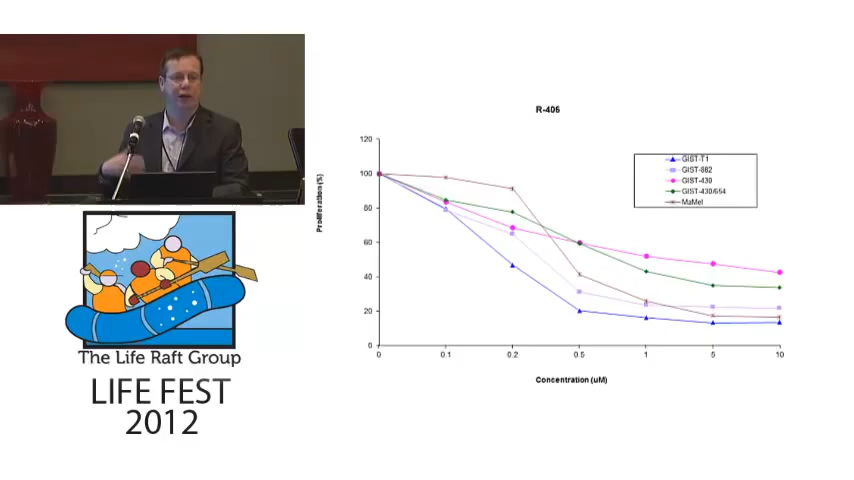 R-406
120
100
80
60
40
20
0
Proliferation (%)
GIST-T1
GIST-882
GIST-430
GIST-430/654
MaMel
0 0.1 0.2 0.5 1 5 10
Concentration (uM)
The Life Raft Group
LIFE FEST
2012